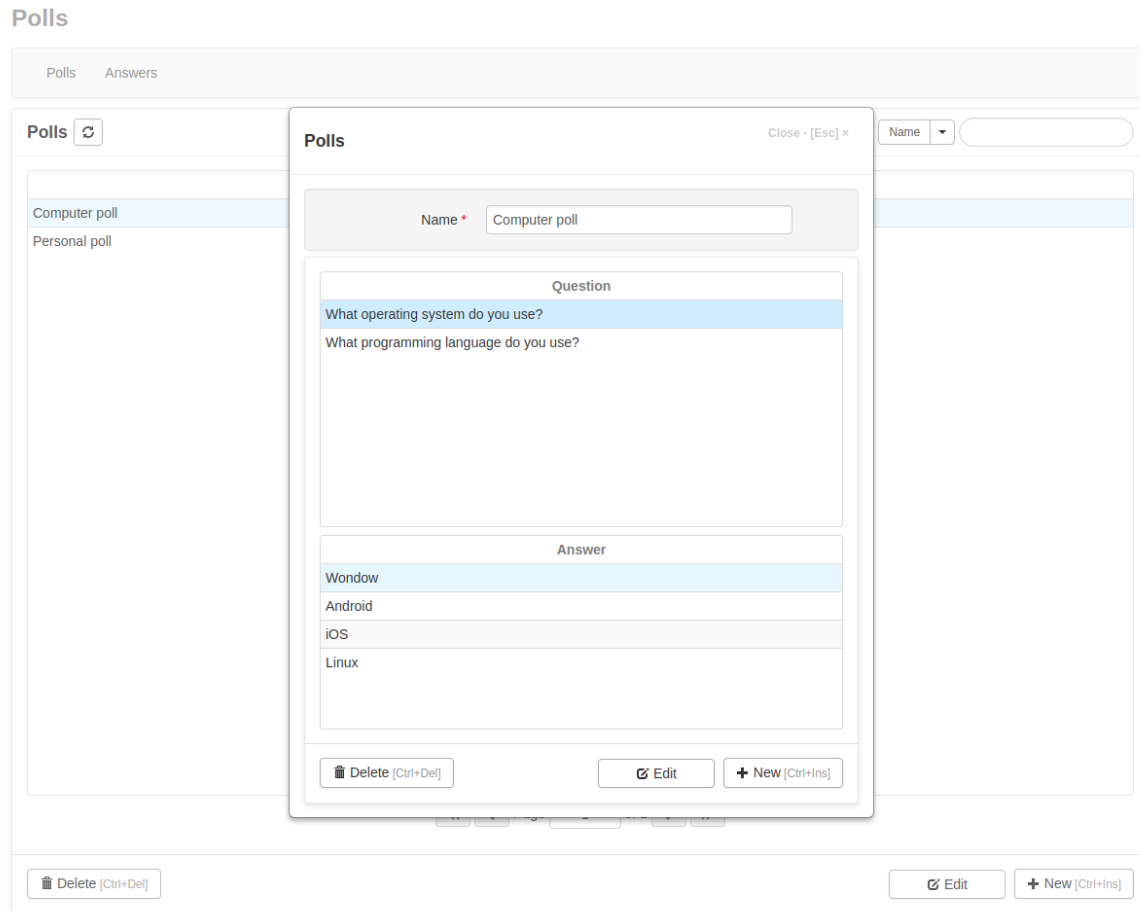 Polls
Polls Answers
Polls
Name
Computer poll
Personal poll
Polls
Close - [Esc] ×
Name *
Computer poll
Question
What operating system do you use?
What programming language do you use?
Answer
Wondow
Android
iOS
Linux
Delete [Ctrl+Del]
Edit
New [Ctrl+Ins]
Delete [Ctrl+Del]
Edit
New [Ctrl+Ins]